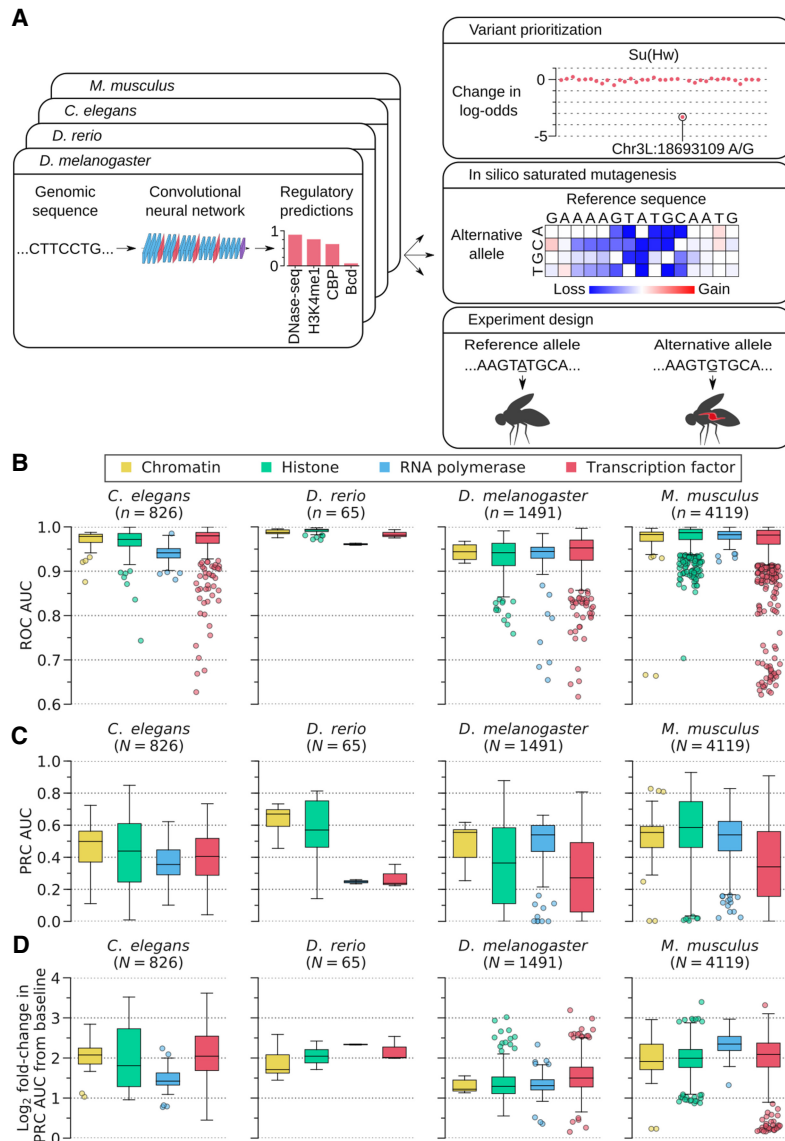 A
M. musculus
C. elegans
D. rerio
D. melanogaster
Genomic sequence
Convolutional neural network
Regulatory predictions
...CTTCCTG...
1
0
DNase-seq
H3K4me1
CBP
Bcd
Variant prioritization
Su(Hw)
Change in log-odds
0
-5
Chr3L:18693109 A/G
In silico saturated mutagenesis
Reference sequence
G A A A A G T A T G C A A T G
Alternative allele
T G C A
Loss
Gain
Experiment design
Reference allele
Alternative allele
...AAGTATGCA...
...AAGTGTGCA...
B
Chromatin
Histone
RNA polymerase
Transcription factor
C. elegans
(n = 826)
D. rerio
(n = 65)
D. melanogaster
(n = 1491)
M. musculus
(n = 4119)
ROC AUC
1.0
0.9
0.8
0.7
0.6
C
C. elegans
(N = 826)
D. rerio
(N = 65)
D. melanogaster
(N = 1491)
M. musculus
(N = 4119)
PRC AUC
1.0
0.8
0.6
0.4
0.2
0.0
D
C. elegans
(N = 826)
D. rerio
(N = 65)
D. melanogaster
(N = 1491)
M. musculus
(N = 4119)
Log2 fold-change in
PRC AUC from baseline
4
3
2
1
0